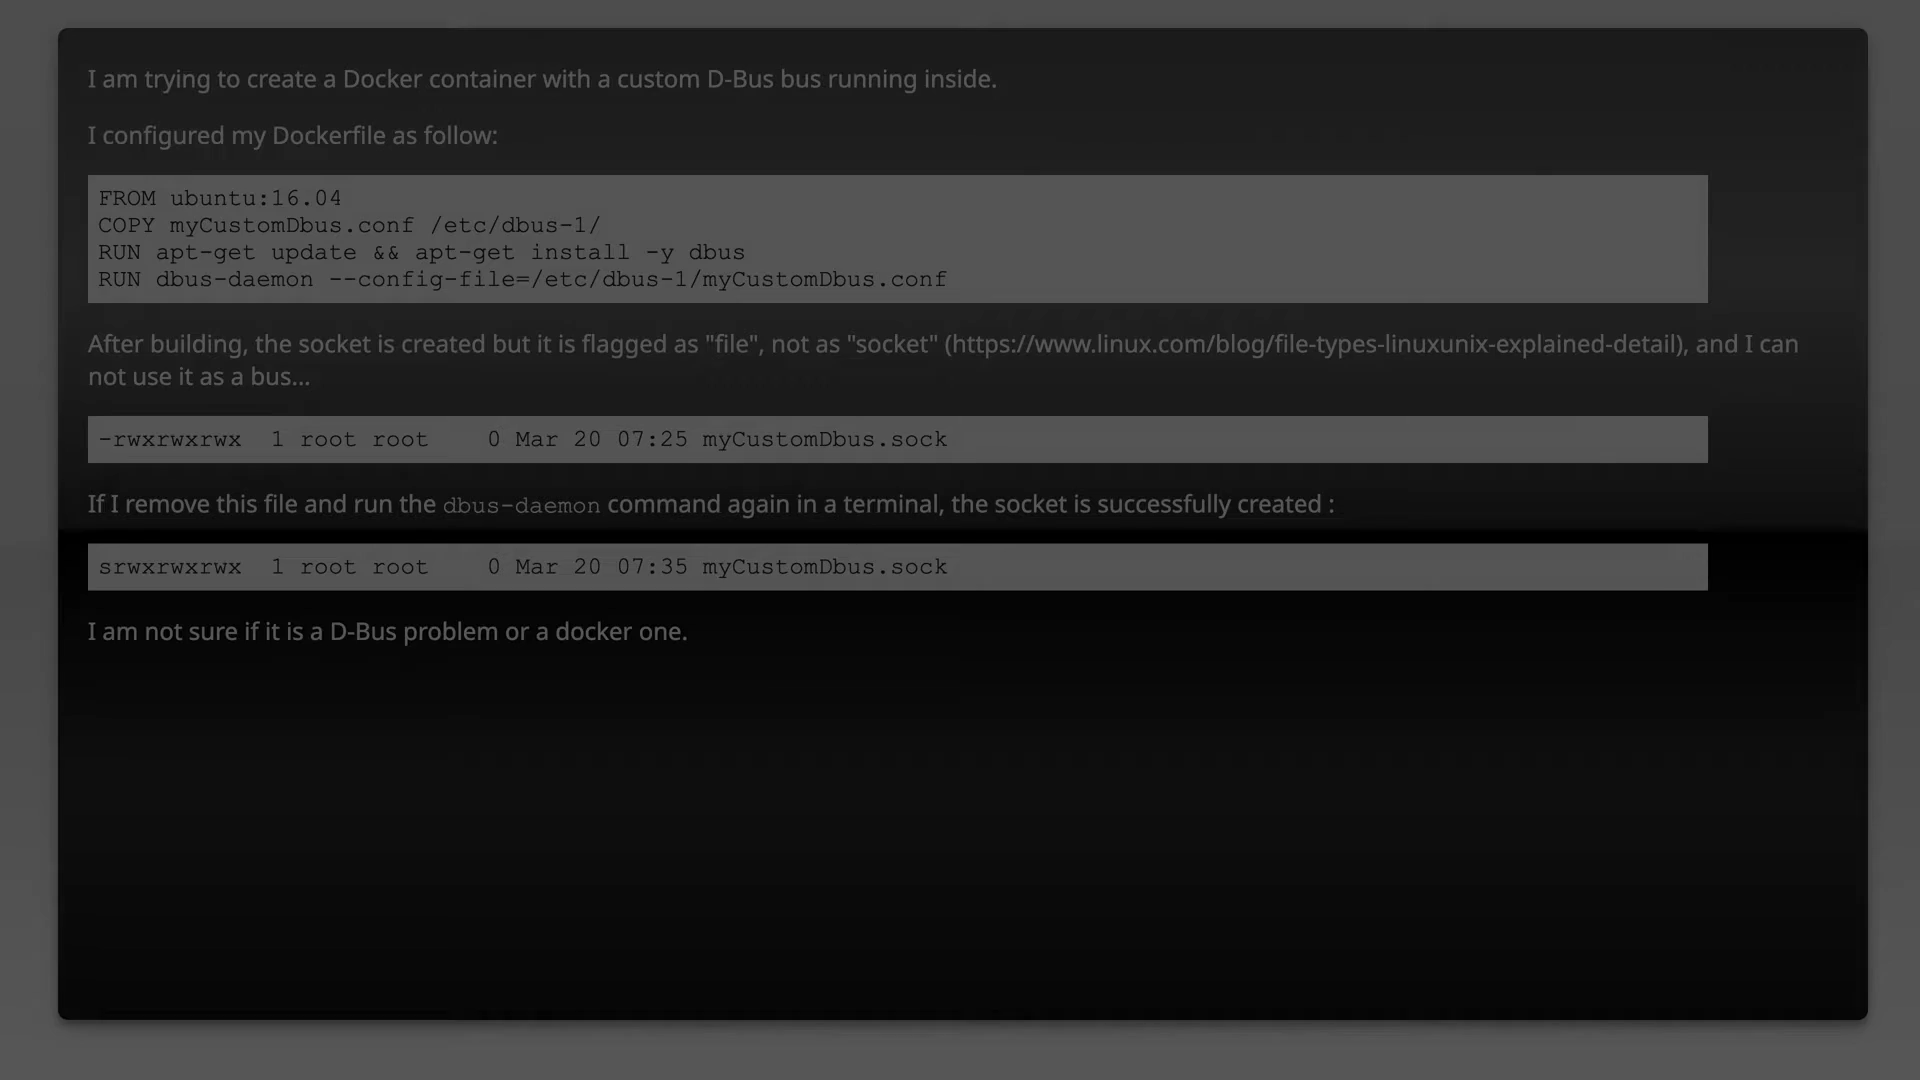 I am trying to create a Docker container with a custom D-Bus bus running inside.
I configured my Dockerfile as follow:
FROM ubuntu:16.04
COPY myCustomDbus.conf /etc/dbus-1/
RUN apt-get update && apt-get install -y dbus
RUN dbus-daemon --config-file=/etc/dbus-1/myCustomDbus.conf
After building, the socket is created but it is flagged as "file", not as "socket" (https://www.linux.com/blog/file-types-linuxunix-explained-detail), and I can
not use it as a bus...
-rwxrwxrwx  1 root root    0 Mar 20 07:25 myCustomDbus.sock
If I remove this file and run the dbus-daemon command again in a terminal, the socket is successfully created :
srwxrwxrwx  1 root root    0 Mar 20 07:35 myCustomDbus.sock
I am not sure if it is a D-Bus problem or a docker one.